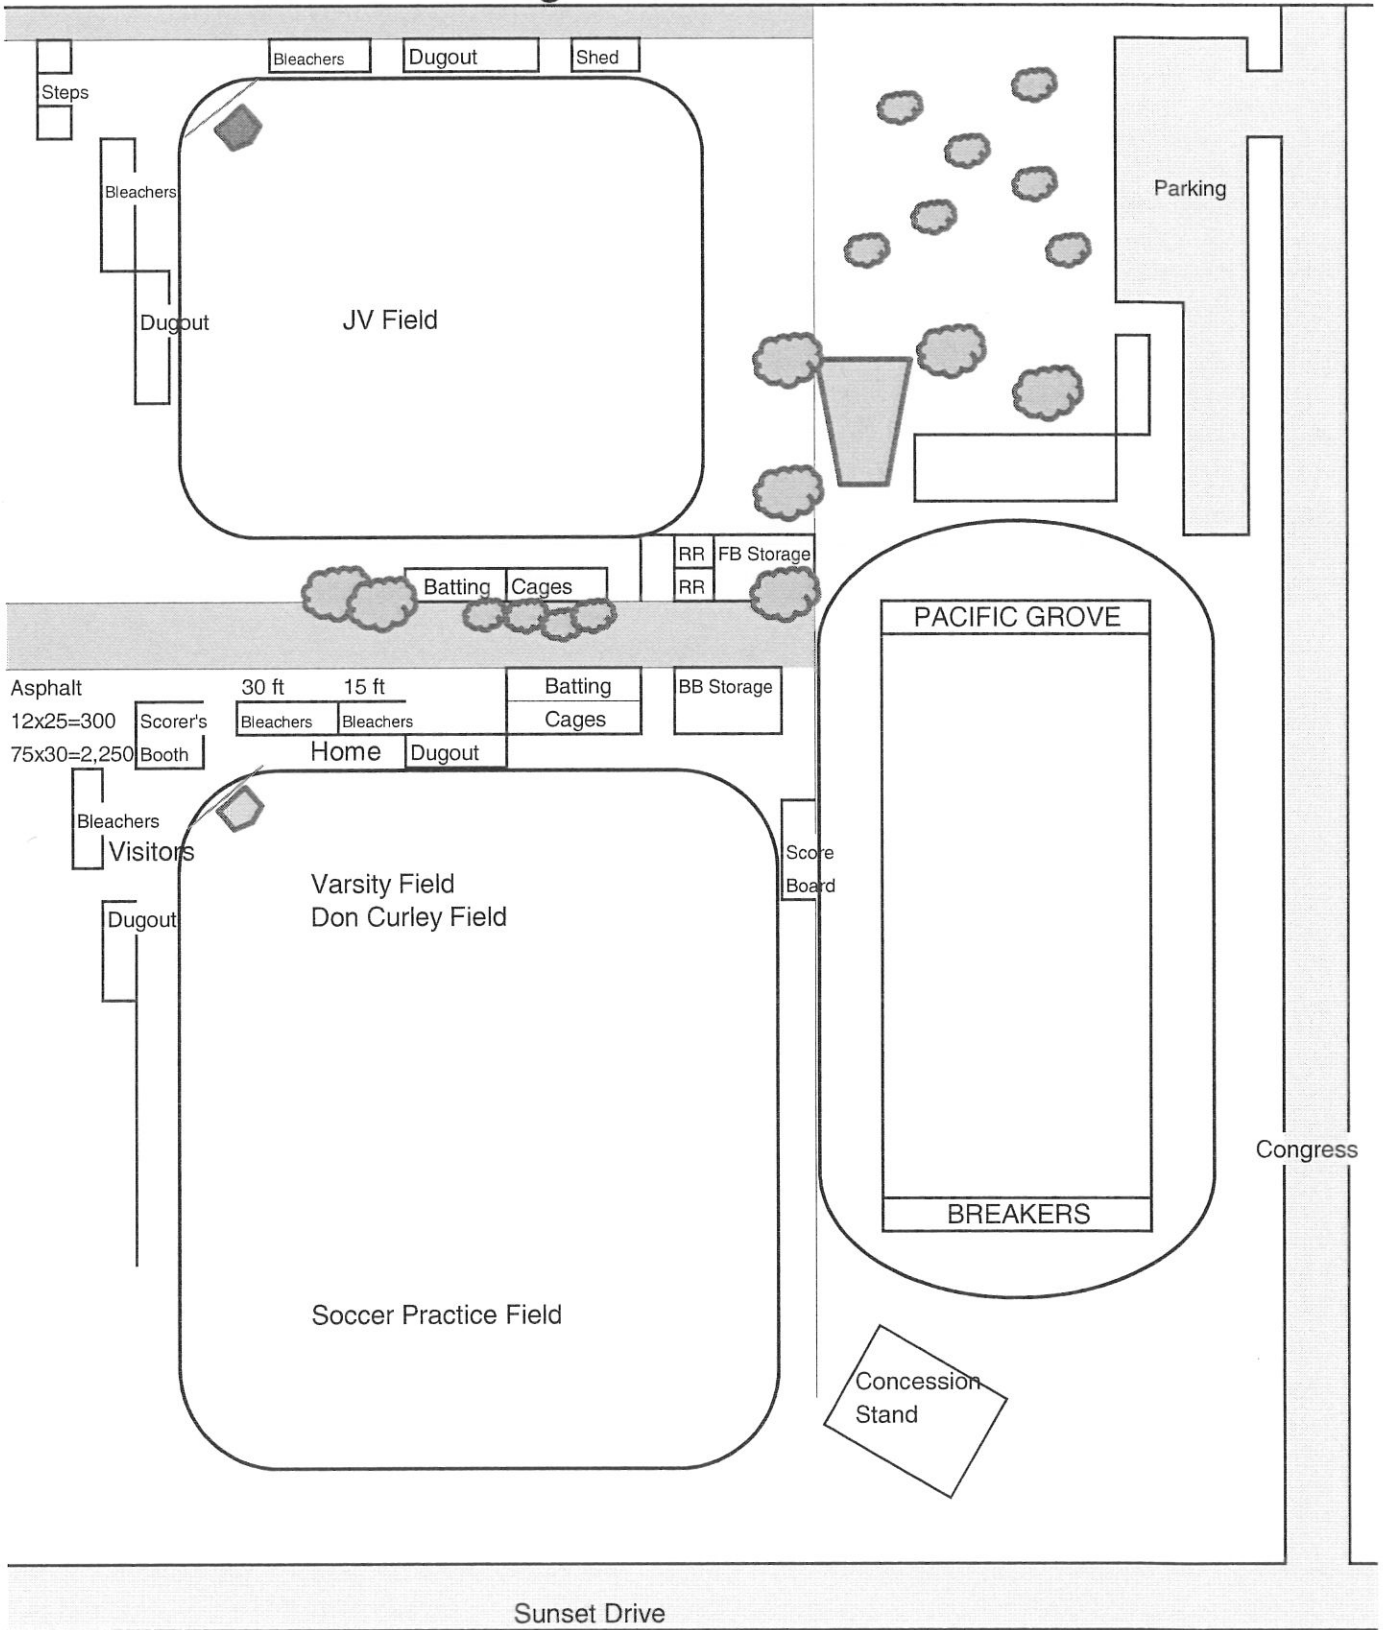 Bleachers
Dugout
Shed
Steps
Bleachers
Parking
Dugout
JV Field
RR
FB Storage
RR
Batting
Cages
PACIFIC GROVE
Asphalt
30 ft
15 ft
Batting
BB Storage
12x25=300
Scorer's
Bleachers
Bleachers
Cages
75x30=2,250
Booth
Home
Dugout
Bleachers
Visitors
Score
Board
Varsity Field
Don Curley Field
Dugout
Congress
BREAKERS
Soccer Practice Field
Concession
Stand
Sunset Drive